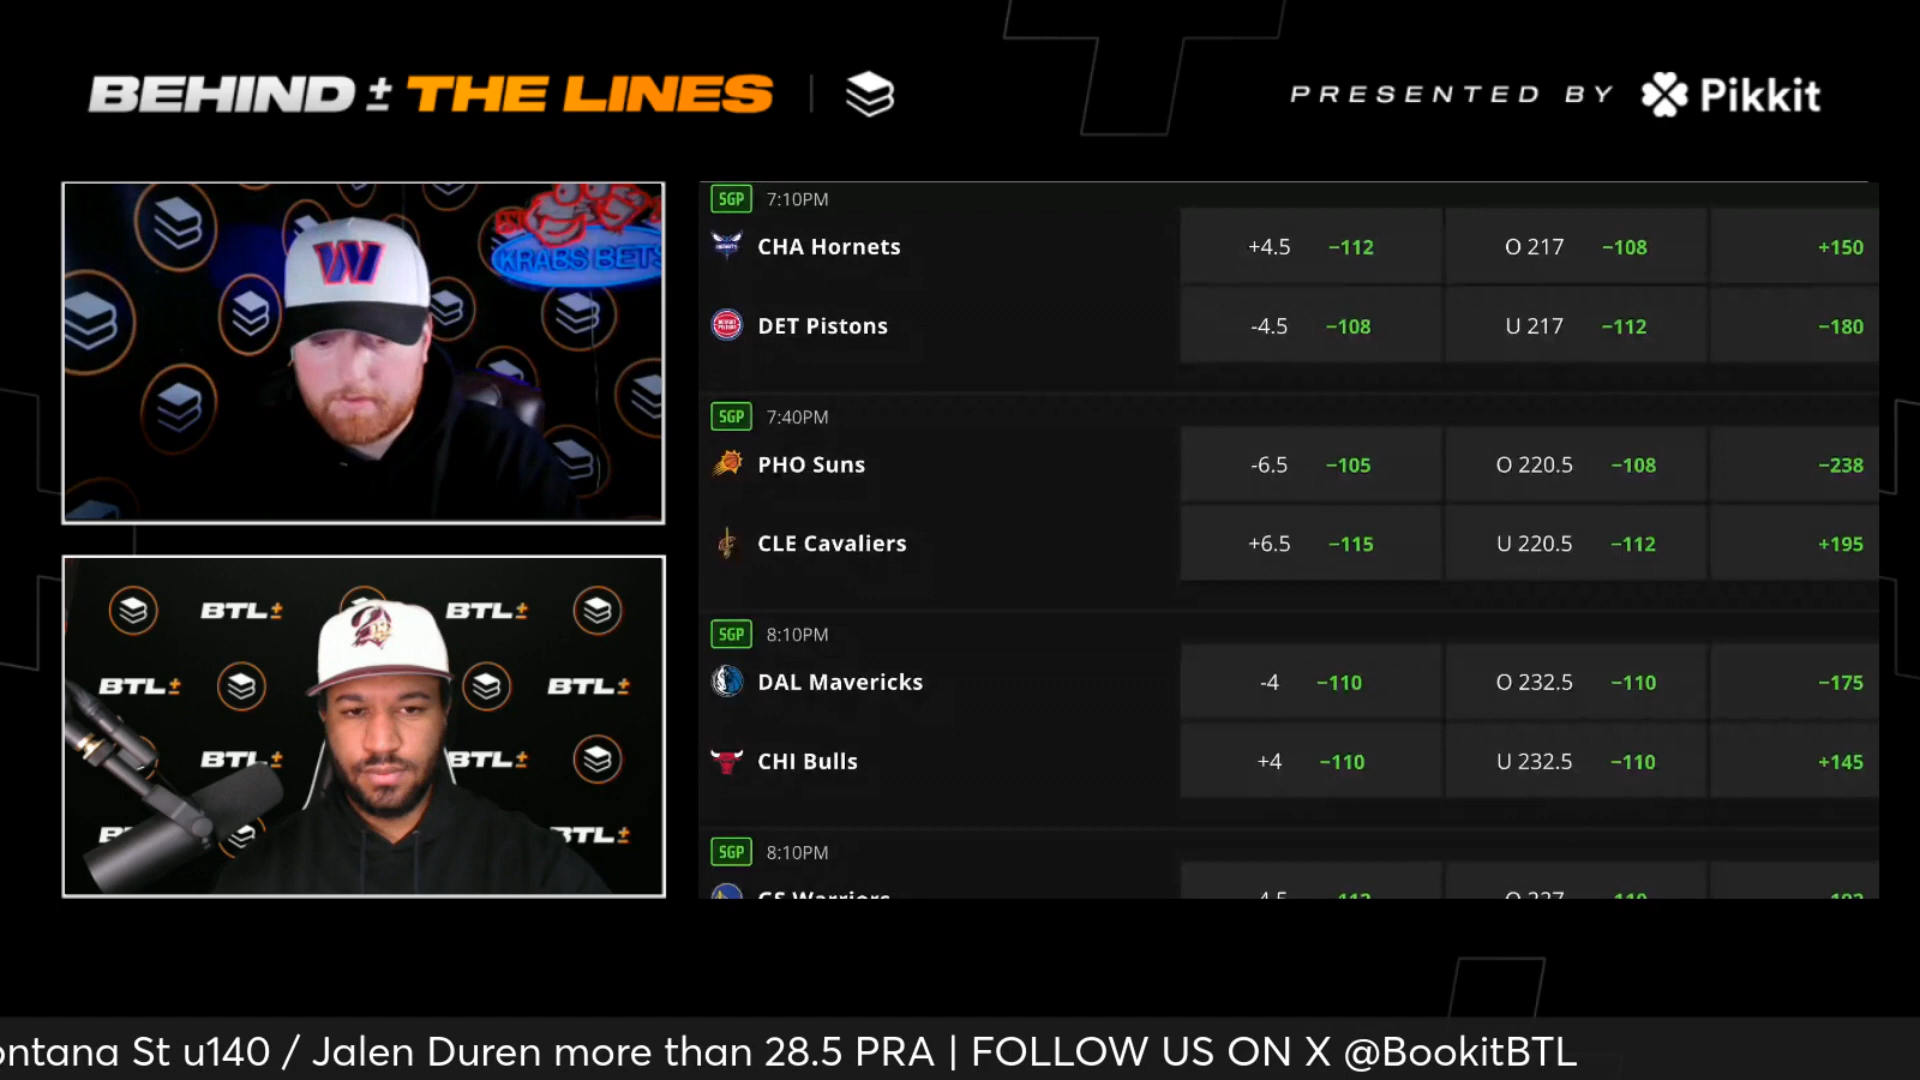 BEHIND ± THE LINES
PRESENTED BY Pikkit
KRABS BETS
W
BTL± BTL±
BTL± BTL±
BTL± BTL±
BTL±
SGP 7:10PM
CHA Hornets +4.5 −112 O 217 −108 +150
DET Pistons -4.5 −108 U 217 −112 −180
SGP 7:40PM
PHO Suns -6.5 −105 O 220.5 −108 −238
CLE Cavaliers +6.5 −115 U 220.5 −112 +195
SGP 8:10PM
DAL Mavericks -4 −110 O 232.5 −110 −175
CHI Bulls +4 −110 U 232.5 −110 +145
SGP 8:10PM
GS Warriors
ontana St u140 / Jalen Duren more than 28.5 PRA | FOLLOW US ON X @BookitBTL